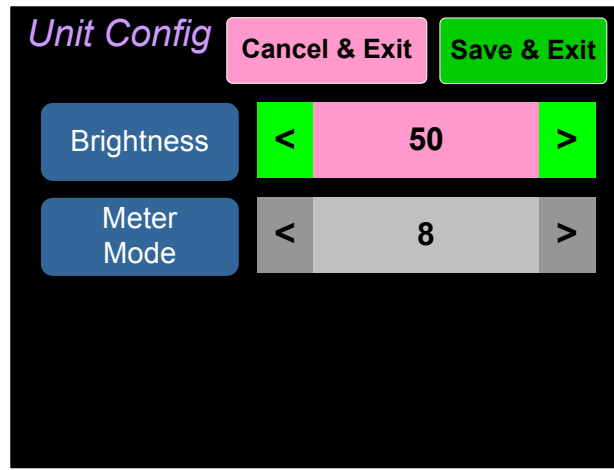 Unit Config
Cancel & Exit
Save & Exit
Brightness
< 50 >
Meter
Mode
< 8 >